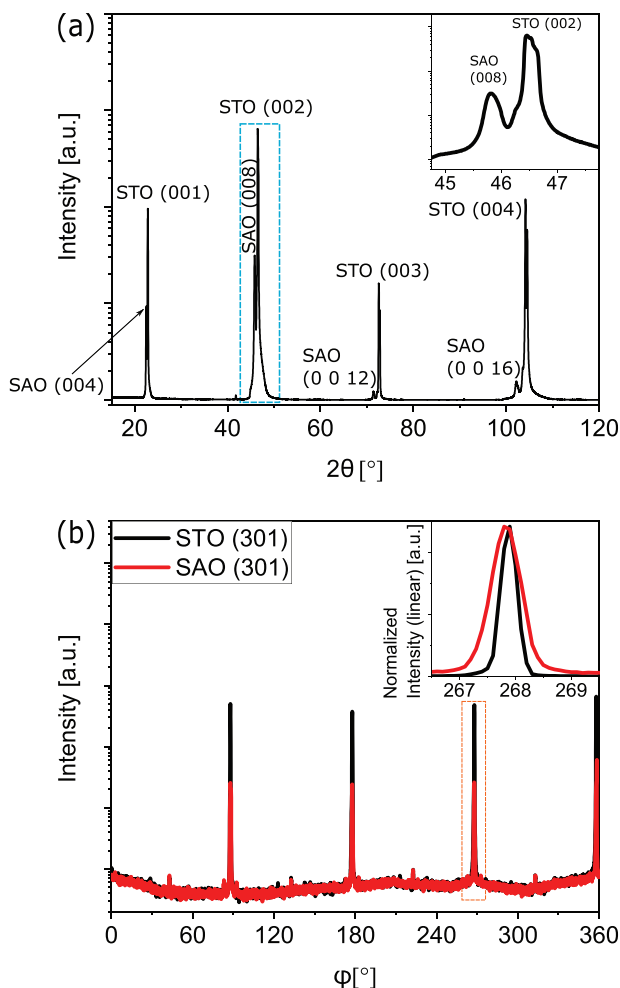 (a)
Intensity [a.u.]
STO (001)
SAO (004)
STO (002)
SAO (008)
STO (003)
SAO
(0 0 12)
STO (004)
SAO
(0 0 16)
20 40 60 80 100 120
2θ [°]
STO (002)
SAO
(008)
45 46 47
(b)
Intensity [a.u.]
STO (301)
SAO (301)
Normalized
Intensity (linear) [a.u.]
267 268 269
0 60 120 180 240 300 360
φ[°]